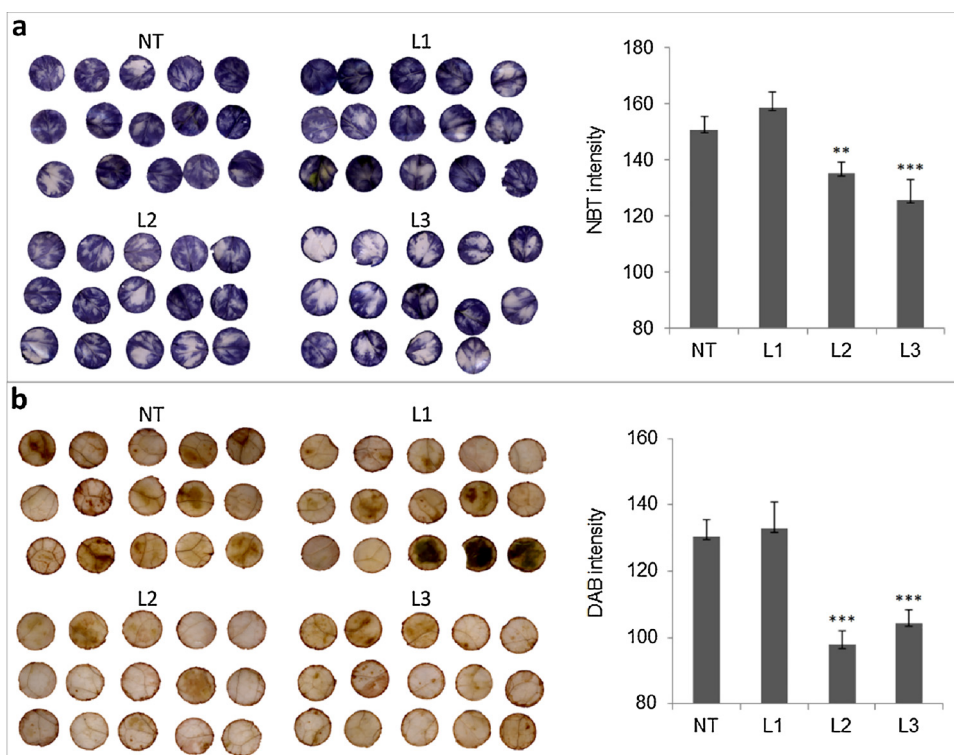 a
NT
L1
L2
L3
180
160
140
120
100
80
NBT intensity
**
***
NT L1 L2 L3
b
NT
L1
L2
L3
160
140
120
100
80
DAB intensity
***
***
NT L1 L2 L3